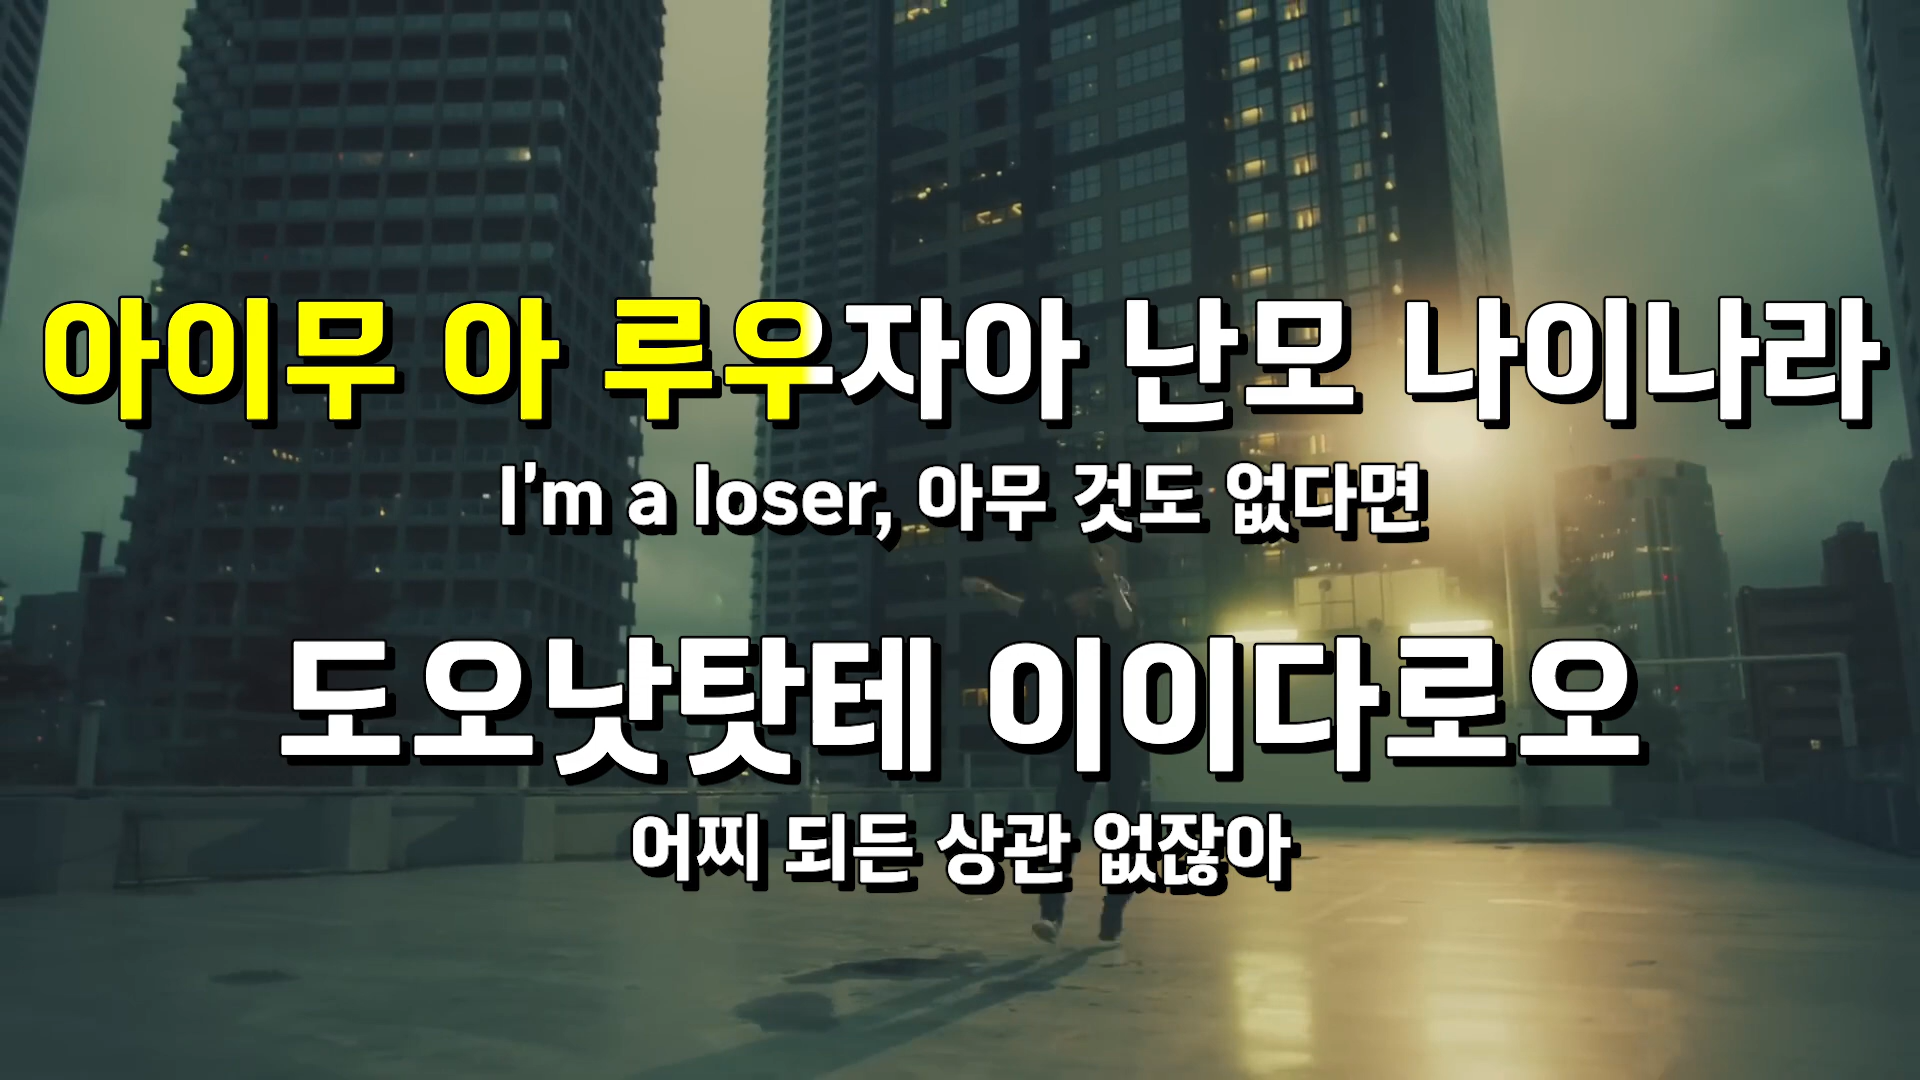 아이무 아 루우자아 난모 나이나라
I'm a loser, 아무 것도 없다면
도오낫탓테 이이다로오
어찌 되든 상관 없잖아